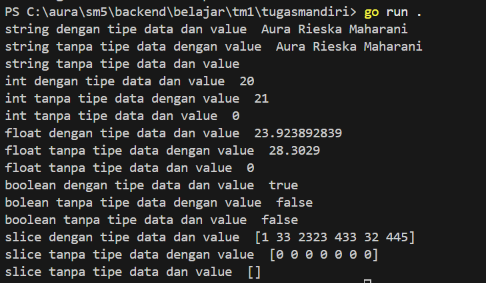 PS C:\aura\sm5\backend\belajar\tm1\tugasmandiri> go run .
string dengan tipe data dan value  Aura Rieska Maharani
string tanpa tipe data dengan value  Aura Rieska Maharani
string tanpa tipe data dan value
int dengan tipe data dan value  20
int tanpa tipe data dengan value  21
int tanpa tipe data dan value  0
float dengan tipe data dan value  23.923892839
float tanpa tipe data dengan value  28.3029
float tanpa tipe data dan value  0
boolean dengan tipe data dan value  true
bolean tanpa tipe data dengan value  false
boolean tanpa tipe data dan value  false
slice dengan tipe data dan value  [1 33 2323 433 32 445]
slice tanpa tipe data dengan value  [0 0 0 0 0 0 0]
slice tanpa tipe data dan value  []